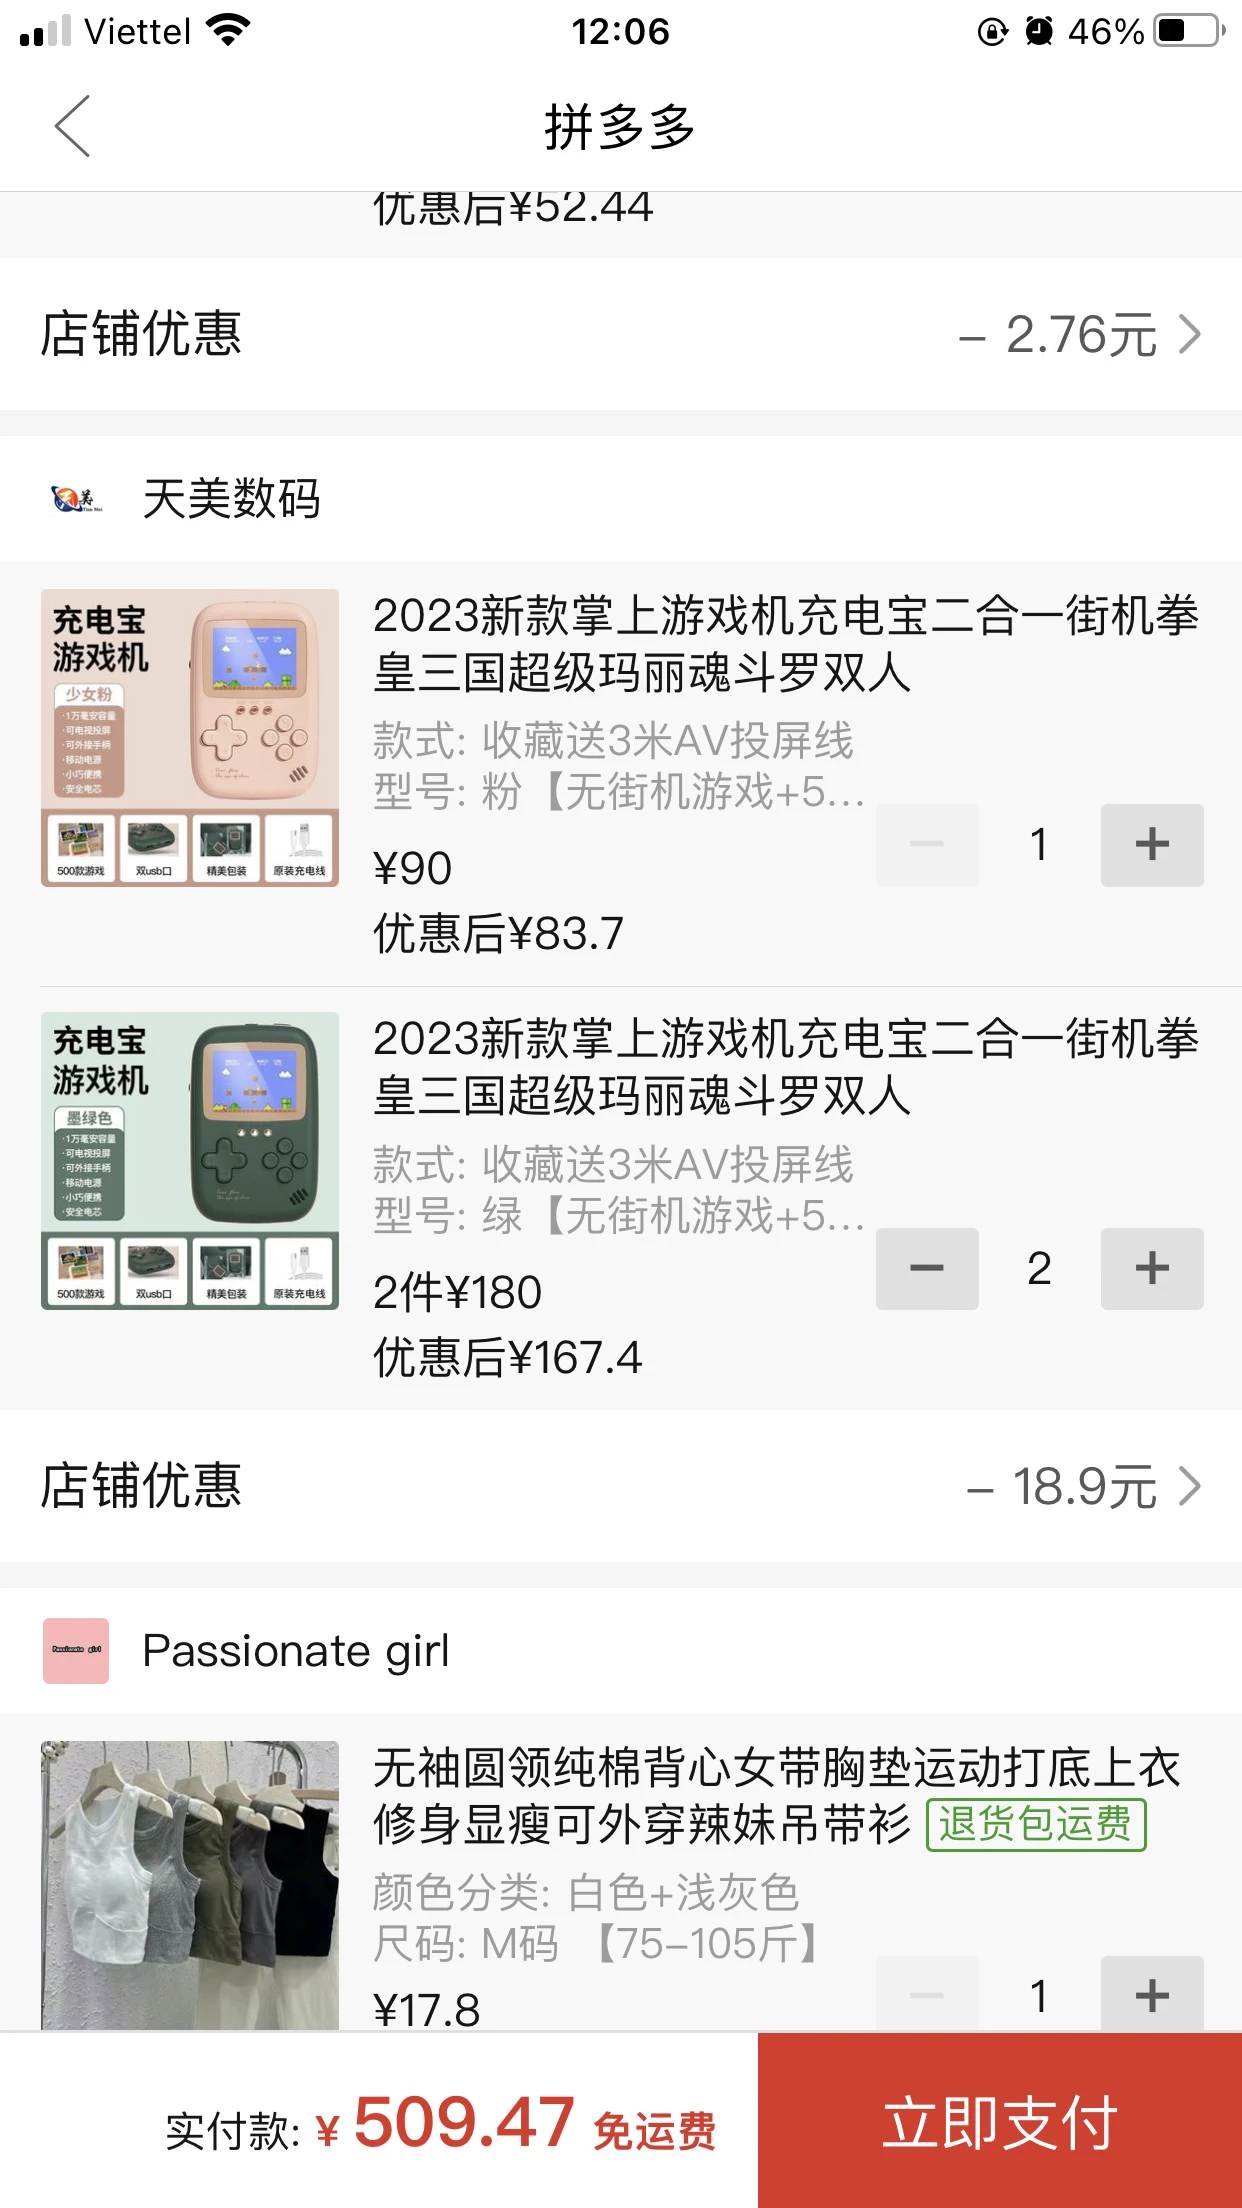 Viettel 12:06 46%
拼多多
优惠后¥52.44
店铺优惠 – 2.76元
天美数码
充电宝
游戏机
少女粉
·1万毫安容量
·可电视投屏
·可外接手柄
·移动电源
·小巧便携
·安全电芯
500款游戏 双usb口 精美包装 原装充电线
2023新款掌上游戏机充电宝二合一街机拳
皇三国超级玛丽魂斗罗双人
款式: 收藏送3米AV投屏线
型号: 粉【无街机游戏+5...
¥90
1
优惠后¥83.7
充电宝
游戏机
墨绿色
·1万毫安容量
·可电视投屏
·可外接手柄
·移动电源
·小巧便携
·安全电芯
500款游戏 双usb口 精美包装 原装充电线
2023新款掌上游戏机充电宝二合一街机拳
皇三国超级玛丽魂斗罗双人
款式: 收藏送3米AV投屏线
型号: 绿【无街机游戏+5...
2件¥180
2
优惠后¥167.4
店铺优惠 – 18.9元
Passionate girl
Passionate girl
无袖圆领纯棉背心女带胸垫运动打底上衣
修身显瘦可外穿辣妹吊带衫 退货包运费
颜色分类: 白色+浅灰色
尺码: M码 【75–105斤】
¥17.8
1
实付款: ¥ 509.47 免运费
立即支付